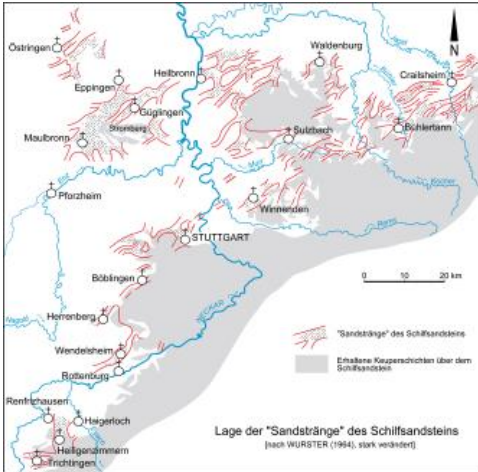 Östringen
Waldenburg
N
Heilbronn
Crailsheim
Eppingen
Güglingen
Stromberg
Bühlertann
Maulbronn
Sulzbach
Murr
Kocher
Enz
Pforzheim
Winnenden
Rems
STUTTGART
Böblingen
0 10 20 km
NECKAR
Herrenberg
"Sandstränge" des Schilfsandsteins
Wendelsheim
Erhaltene Keuperschichten über dem
Schilfsandstein
Rottenburg
Renfrizhausen
Haigerloch
Lage der "Sandstränge" des Schilfsandsteins
[nach WURSTER (1964), stark verändert]
Heiligenzimmern
Trichtingen